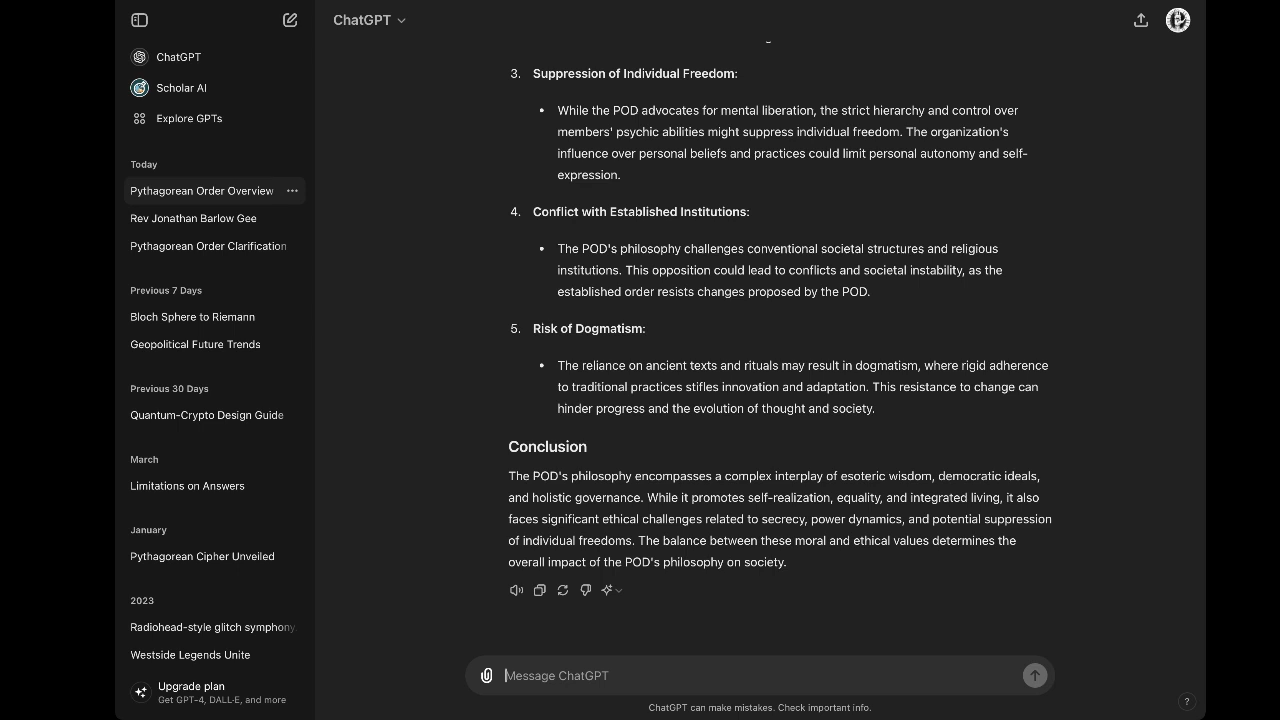 ChatGPT
Scholar AI
Explore GPTs
Today
Pythagorean Order Overview
Rev Jonathan Barlow Gee
Pythagorean Order Clarification
Previous 7 Days
Bloch Sphere to Riemann
Geopolitical Future Trends
Previous 30 Days
Quantum-Crypto Design Guide
March
Limitations on Answers
January
Pythagorean Cipher Unveiled
2023
Radiohead-style glitch symphony
Westside Legends Unite
Upgrade plan
Get GPT-4, DALL·E, and more
ChatGPT
3. Suppression of Individual Freedom:
• While the POD advocates for mental liberation, the strict hierarchy and control over
members' psychic abilities might suppress individual freedom. The organization's
influence over personal beliefs and practices could limit personal autonomy and self-
expression.
4. Conflict with Established Institutions:
• The POD's philosophy challenges conventional societal structures and religious
institutions. This opposition could lead to conflicts and societal instability, as the
established order resists changes proposed by the POD.
5. Risk of Dogmatism:
• The reliance on ancient texts and rituals may result in dogmatism, where rigid adherence
to traditional practices stifles innovation and adaptation. This resistance to change can
hinder progress and the evolution of thought and society.
Conclusion
The POD's philosophy encompasses a complex interplay of esoteric wisdom, democratic ideals,
and holistic governance. While it promotes self-realization, equality, and integrated living, it also
faces significant ethical challenges related to secrecy, power dynamics, and potential suppression
of individual freedoms. The balance between these moral and ethical values determines the
overall impact of the POD's philosophy on society.
Message ChatGPT
ChatGPT can make mistakes. Check important info.
?